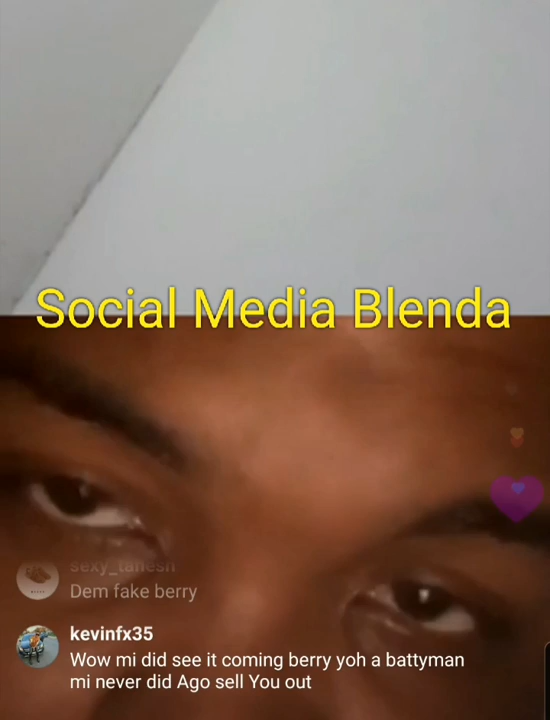 Social Media Blenda
sexy_tanesh
Dem fake berry
kevinfx35
Wow mi did see it coming berry yoh a battyman
mi never did Ago sell You out